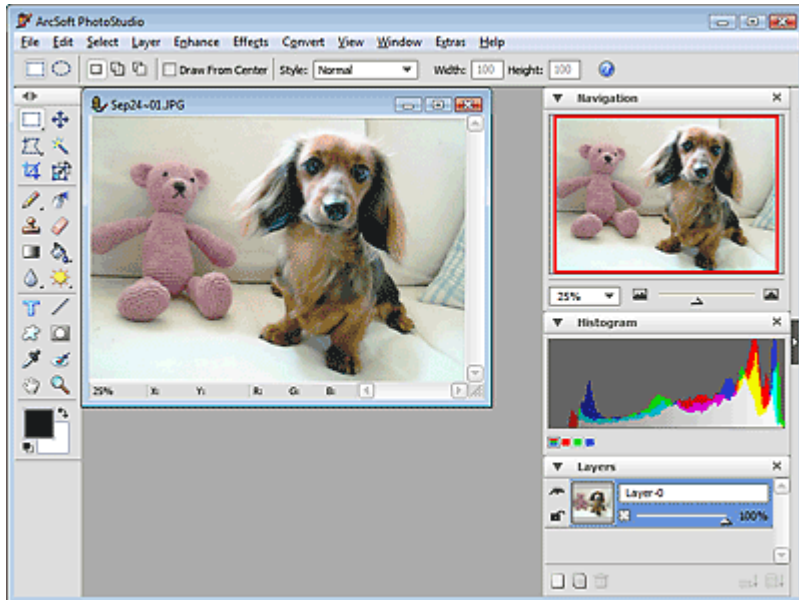 ArcSoft PhotoStudio
File Edit Select Layer Enhance Effects Convert View Window Extras Help
Draw From Center Style: Normal Width: 100 Height: 100
Sep24~01.JPG
Navigation
25%
Histogram
25% X: Y: R: G: B:
Layers
Layer-0
100%